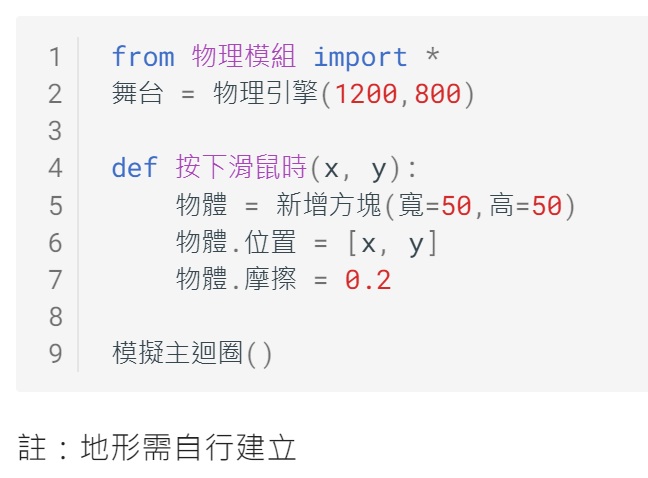 1 from 物理模組 import *
2 舞台 = 物理引擎(1200,800)
3
4 def 按下滑鼠時(x, y):
5     物體 = 新增方塊(寬=50,高=50)
6     物體.位置 = [x, y]
7     物體.摩擦 = 0.2
8
9 模擬主迴圈()
註：地形需自行建立